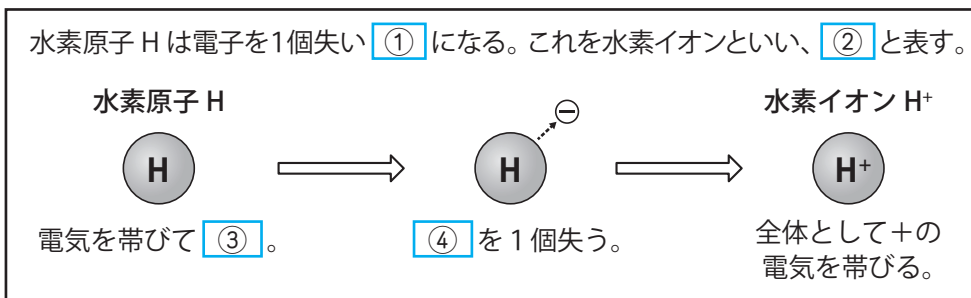 水素原子 H は電子を1個失い ① になる。これを水素イオンといい、 ② と表す。
水素原子 H
水素イオン H⁺
H
⊖
H
H⁺
電気を帯びて ③ 。
④ を 1 個失う。
全体として＋の
電気を帯びる。